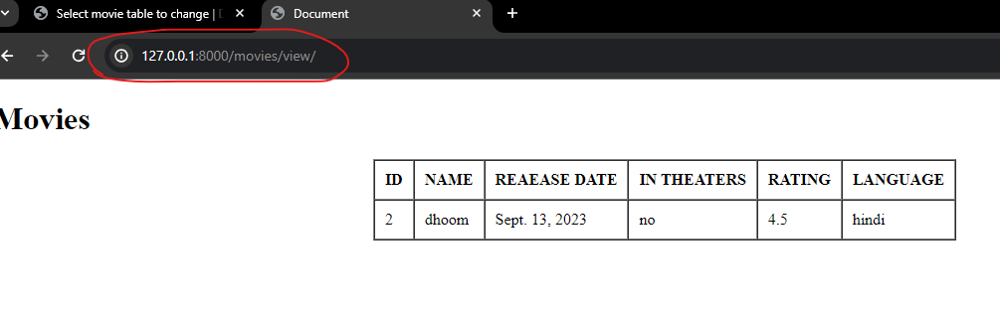 Select movie table to change | D
Document
127.0.0.1:8000/movies/view/
Movies
ID NAME REAEASE DATE IN THEATERS RATING LANGUAGE
2 dhoom Sept. 13, 2023 no 4.5 hindi